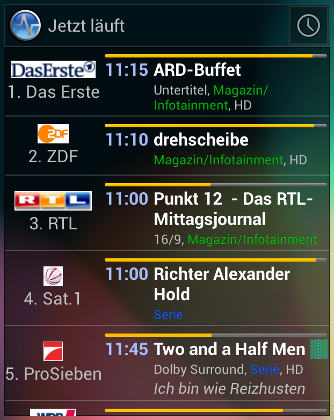 Jetzt läuft
DasErste
11:15 ARD-Buffet
Untertitel, Magazin/
Infotainment, HD
1. Das Erste
ZDF
11:10 drehscheibe
Magazin/Infotainment, HD
2. ZDF
RTL
11:00 Punkt 12 - Das RTL-
Mittagsjournal
16/9, Magazin/Infotainment
3. RTL
11:00 Richter Alexander
Hold
Serie
4. Sat.1
11:45 Two and a Half Men
Dolby Surround, Serie, HD
Ich bin wie Reizhusten
5. ProSieben
WDR